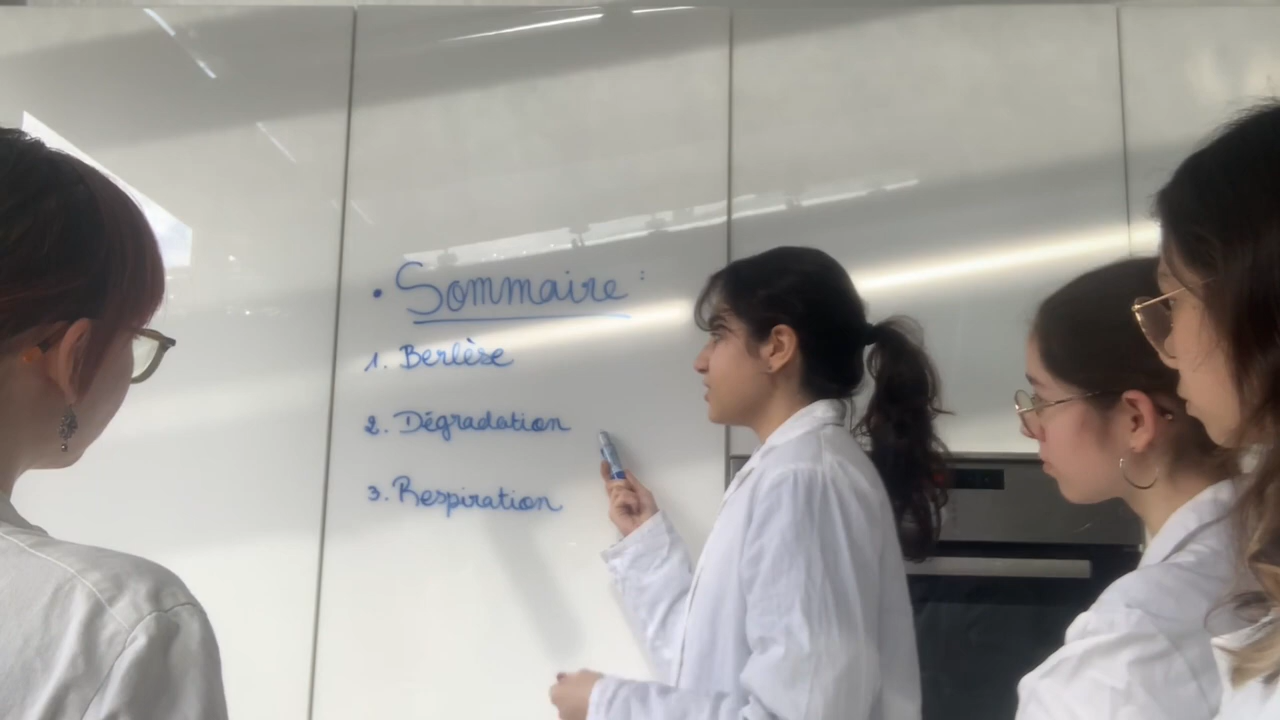 • Sommaire :
1. Berlèse
2. Dégradation
3. Respiration